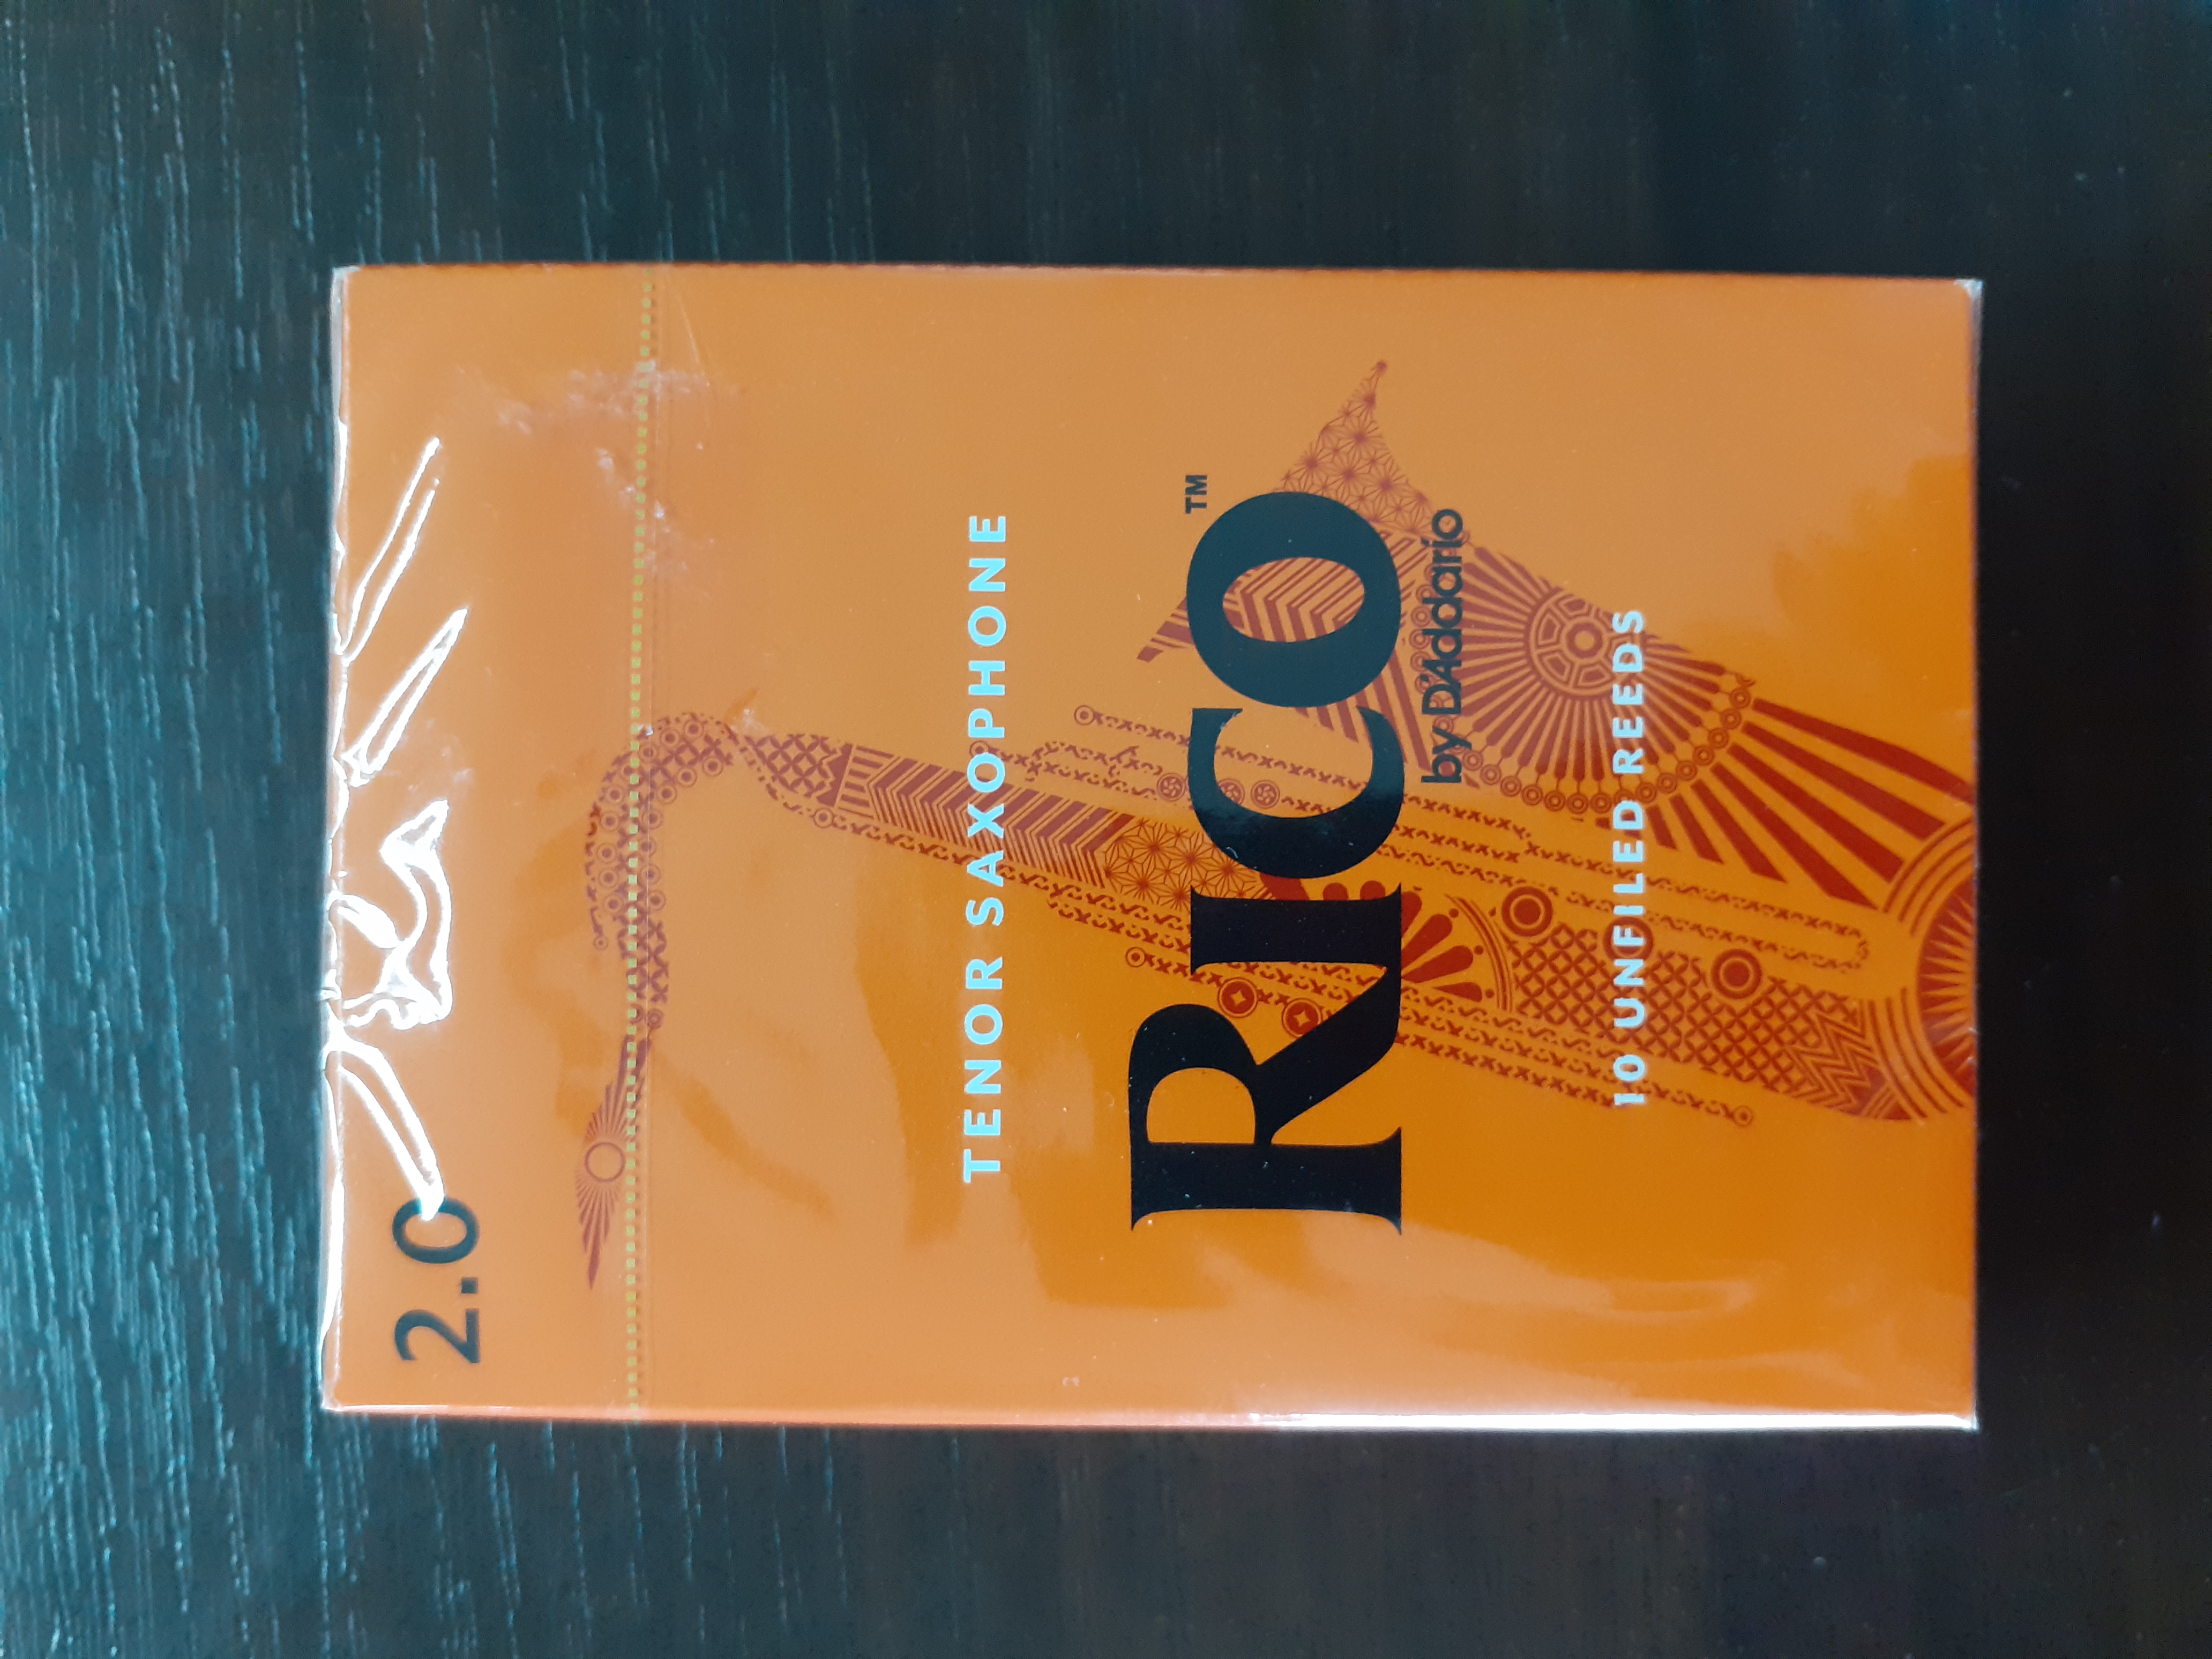 2.0
TENOR SAXOPHONE
RICO™
by D'Addario
10 UNFILED REEDS